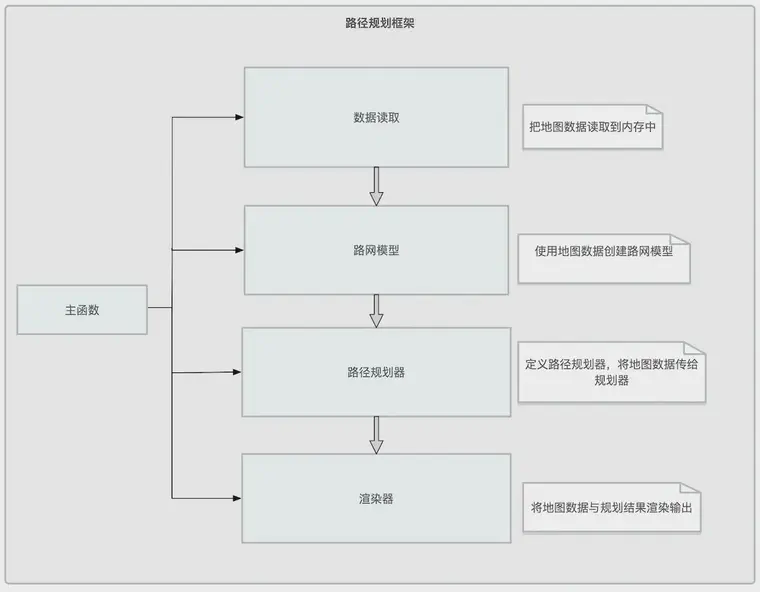 路径规划框架
数据读取
把地图数据读取到内存中
路网模型
使用地图数据创建路网模型
主函数
路径规划器
定义路径规划器，将地图数据传给
规划器
渲染器
将地图数据与规划结果渲染输出